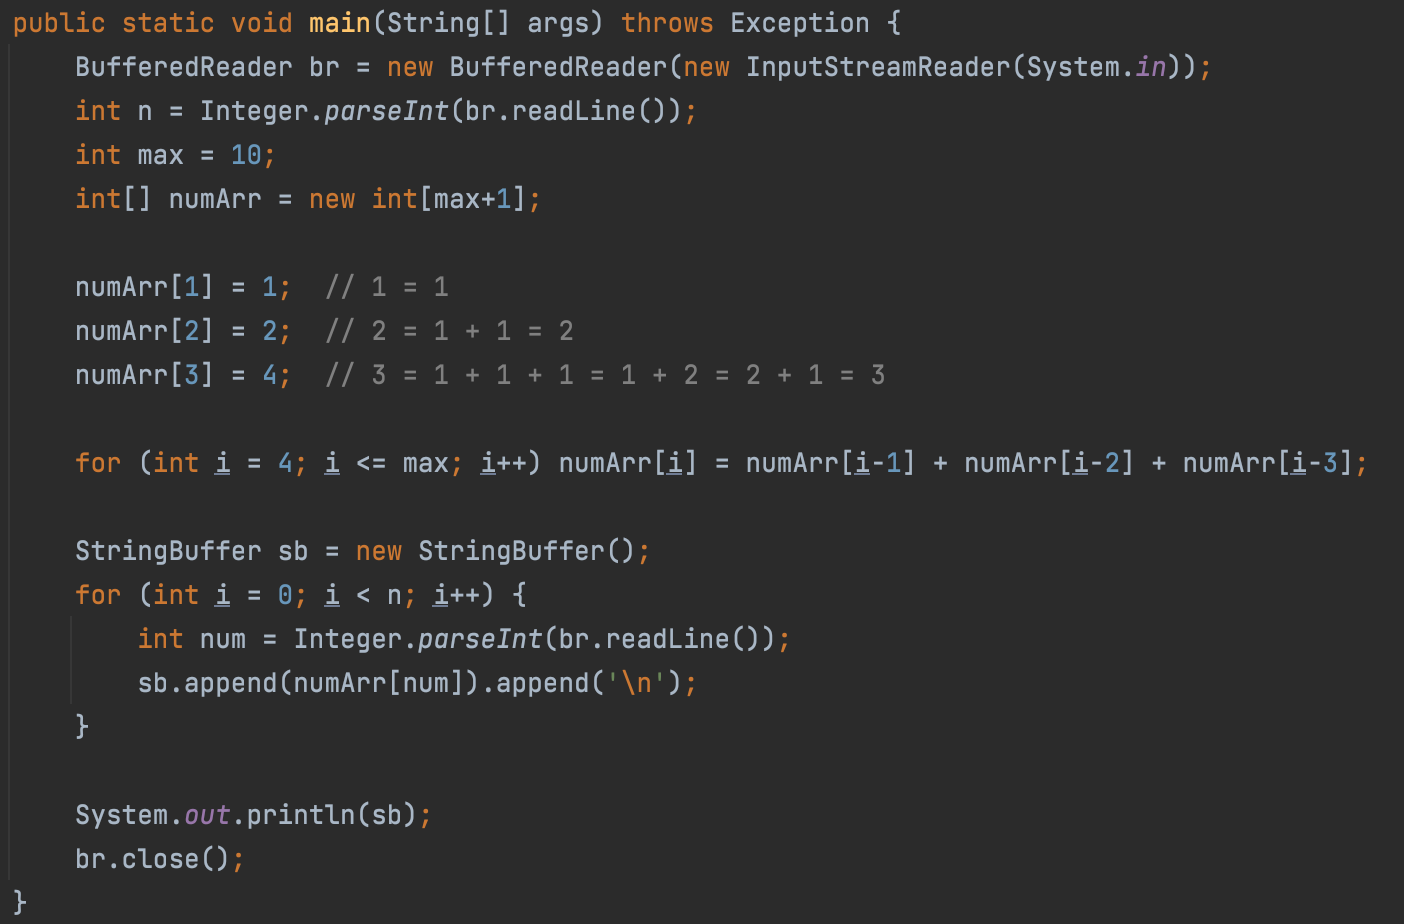 public static void main(String[] args) throws Exception {
    BufferedReader br = new BufferedReader(new InputStreamReader(System.in));
    int n = Integer.parseInt(br.readLine());
    int max = 10;
    int[] numArr = new int[max+1];

    numArr[1] = 1;  // 1 = 1
    numArr[2] = 2;  // 2 = 1 + 1 = 2
    numArr[3] = 4;  // 3 = 1 + 1 + 1 = 1 + 2 = 2 + 1 = 3

    for (int i = 4; i <= max; i++) numArr[i] = numArr[i-1] + numArr[i-2] + numArr[i-3];

    StringBuffer sb = new StringBuffer();
    for (int i = 0; i < n; i++) {
        int num = Integer.parseInt(br.readLine());
        sb.append(numArr[num]).append('\n');
    }

    System.out.println(sb);
    br.close();
}